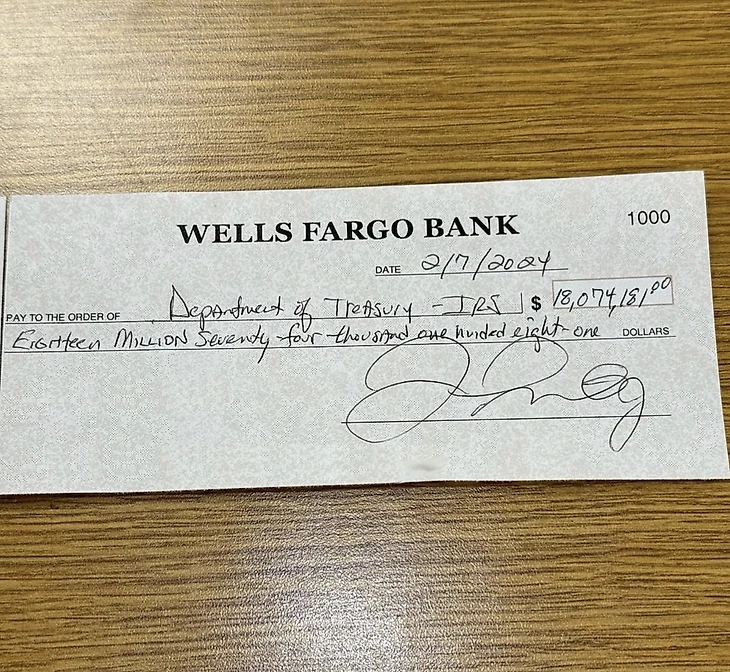 WELLS FARGO BANK
1000
DATE 2/7/2024
PAY TO THE ORDER OF Department of Treasury - IRS $ 18,074,181.00
Eighteen Million Seventy-four thousand one hunded eight-one DOLLARS